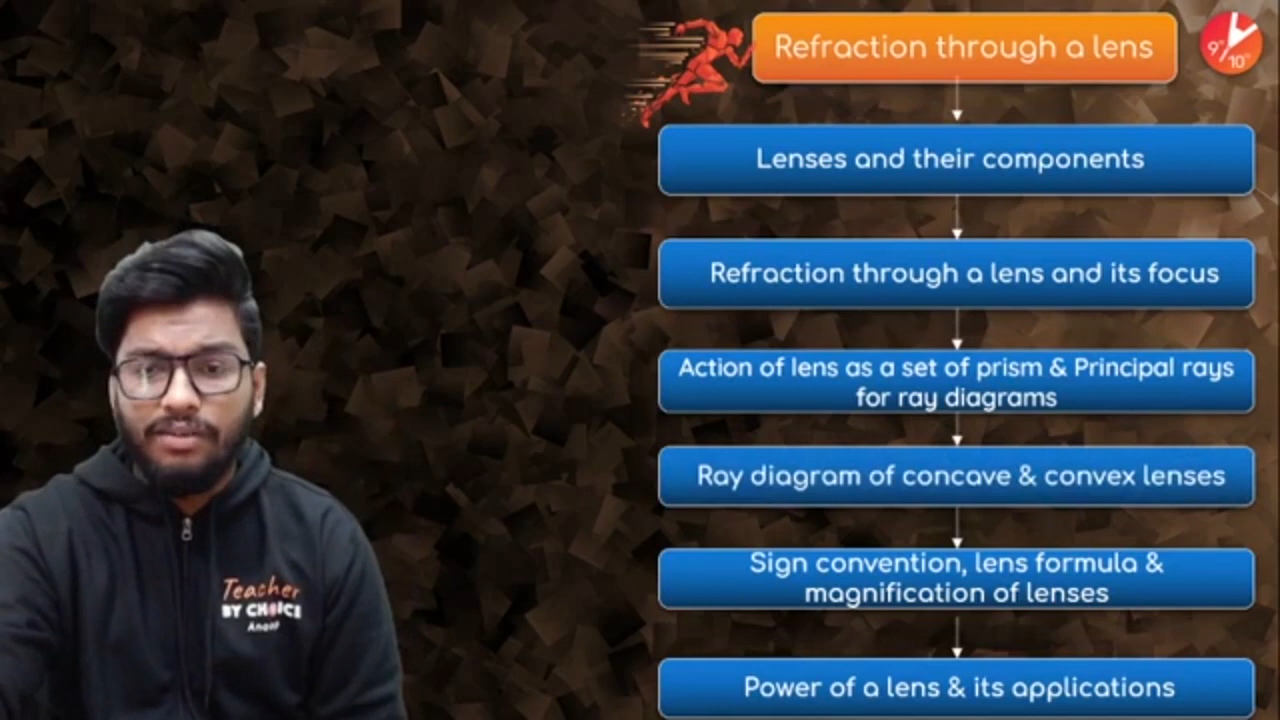 Refraction through a lens
9th
10th
Lenses and their components
Refraction through a lens and its focus
Action of lens as a set of prism & Principal rays
for ray diagrams
Ray diagram of concave & convex lenses
Sign convention, lens formula &
magnification of lenses
Power of a lens & its applications
Teacher
BY CHOICE